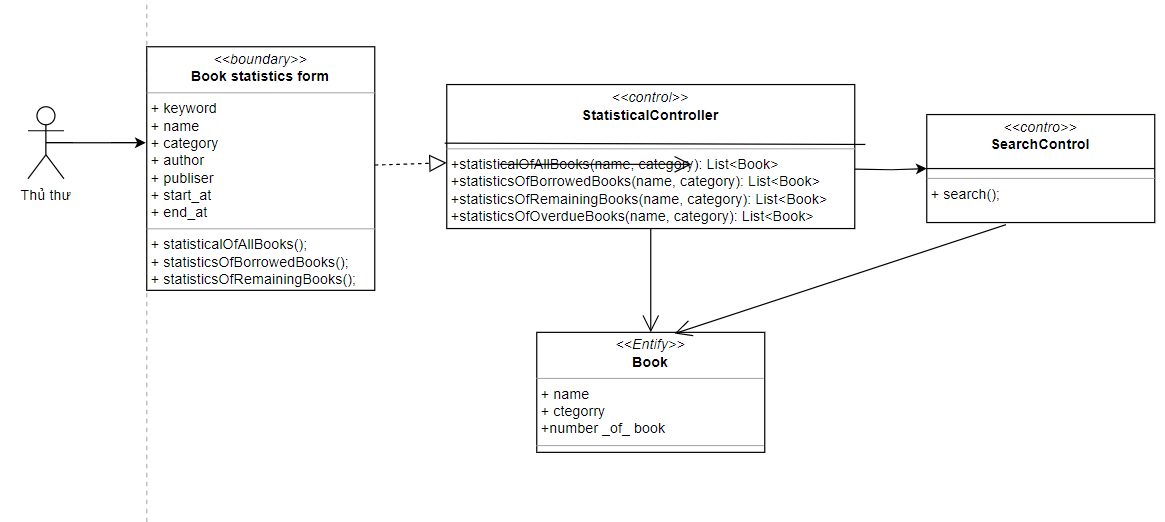 Thủ thư
<<boundary>>
Book statistics form
+ keyword
+ name
+ category
+ author
+ publiser
+ start_at
+ end_at
+ statisticalOfAllBooks();
+ statisticsOfBorrowedBooks();
+ statisticsOfRemainingBooks();
<<control>>
StatisticalController
+statisticalOfAllBooks(name, category): List<Book>
+statisticsOfBorrowedBooks(name, category): List<Book>
+statisticsOfRemainingBooks(name, category): List<Book>
+statisticsOfOverdueBooks(name, category): List<Book>
<<contro>>
SearchControl
+ search();
<<Entify>>
Book
+ name
+ ctegorry
+number _of_ book